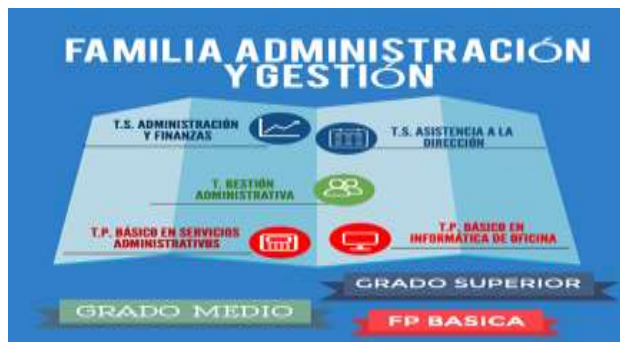 FAMILIA ADMINISTRACIÓN
Y GESTIÓN
T.S. ADMINISTRACIÓN
Y FINANZAS
T.S. ASISTENCIA A LA
DIRECCIÓN
T. GESTIÓN
ADMINISTRATIVA
T.P. BÁSICO EN SERVICIOS
ADMINISTRATIVOS
T.P. BÁSICO EN
INFORMÁTICA DE OFICINA
GRADO SUPERIOR
GRADO MEDIO
FP BASICA